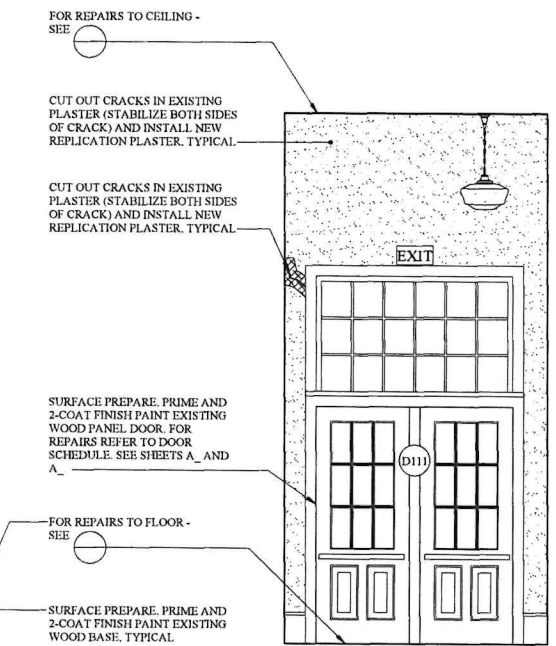 FOR REPAIRS TO CEILING -
SEE
CUT OUT CRACKS IN EXISTING
PLASTER (STABILIZE BOTH SIDES
OF CRACK) AND INSTALL NEW
REPLICATION PLASTER, TYPICAL
CUT OUT CRACKS IN EXISTING
PLASTER (STABILIZE BOTH SIDES
OF CRACK) AND INSTALL NEW
REPLICATION PLASTER, TYPICAL
EXIT
SURFACE PREPARE, PRIME AND
2-COAT FINISH PAINT EXISTING
WOOD PANEL DOOR. FOR
REPAIRS REFER TO DOOR
SCHEDULE. SEE SHEETS A_ AND
A_
D111
FOR REPAIRS TO FLOOR -
SEE
SURFACE PREPARE, PRIME AND
2-COAT FINISH PAINT EXISTING
WOOD BASE, TYPICAL